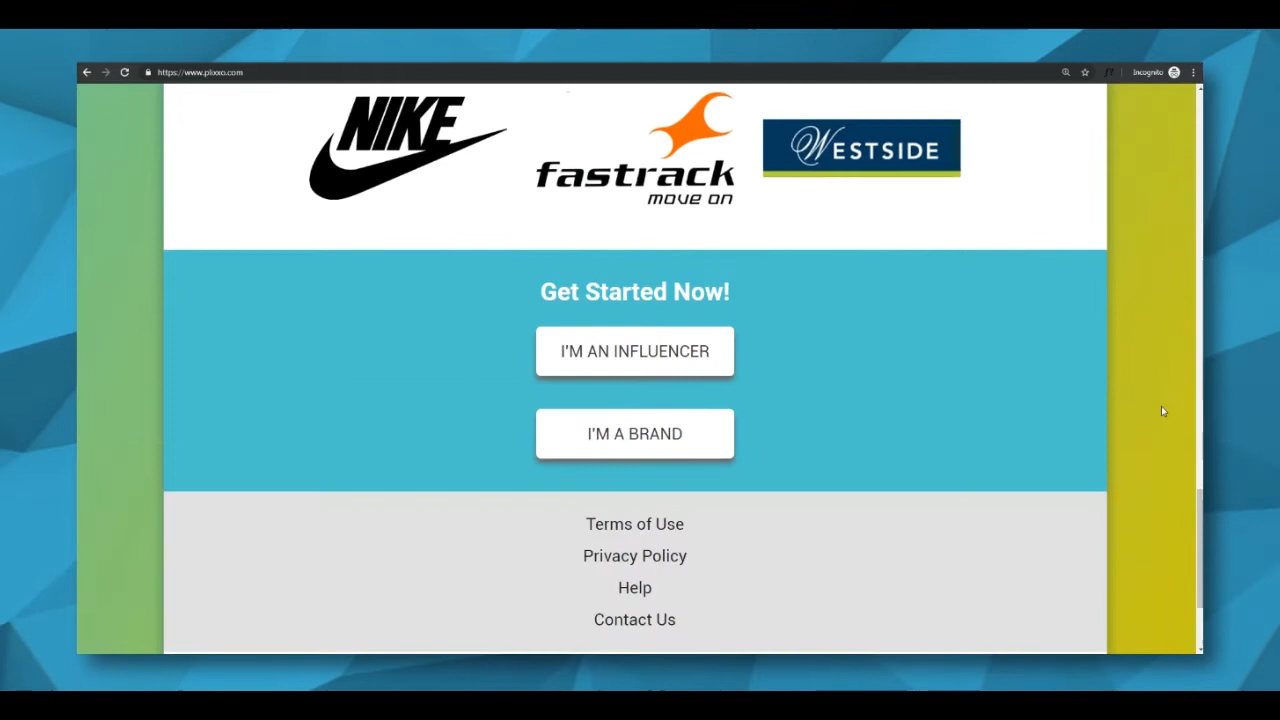 https://www.plixxo.com
Incognito
NIKE
fastrack
move on
WESTSIDE
Get Started Now!
I'M AN INFLUENCER
I'M A BRAND
Terms of Use
Privacy Policy
Help
Contact Us